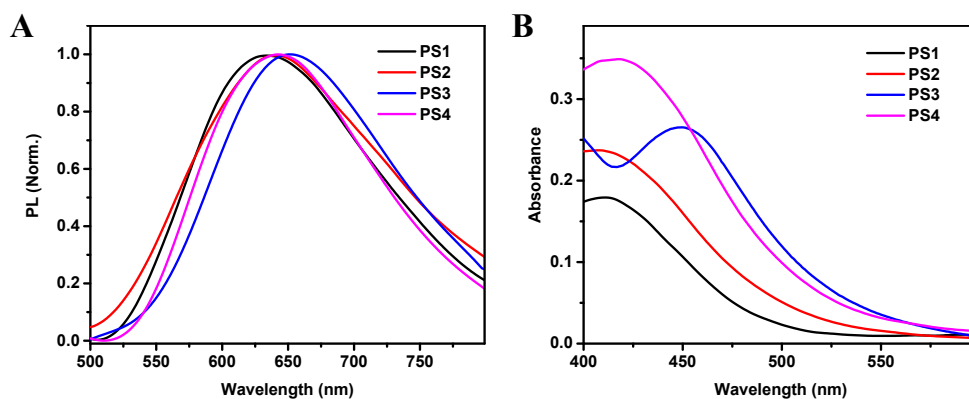 A
PL (Norm.)
1.0
0.8
0.6
0.4
0.2
0.0
500
550
600
650
700
750
Wavelength (nm)
PS1
PS2
PS3
PS4
B
Absorbance
0.3
0.2
0.1
0.0
400
450
500
550
Wavelength (nm)
PS1
PS2
PS3
PS4